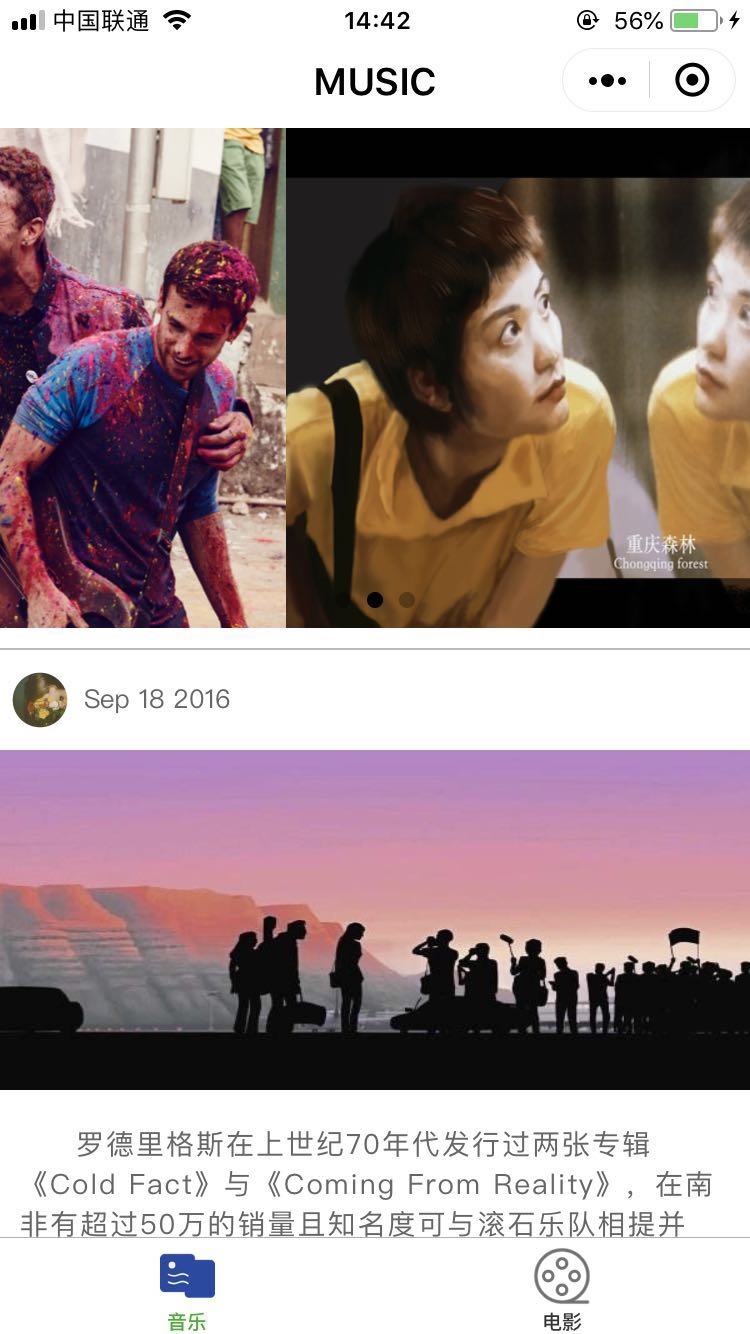 中国联通
14:42
56%
MUSIC
重庆森林
Chongqing forest
Sep 18 2016
罗德里格斯在上世纪70年代发行过两张专辑
《Cold Fact》与《Coming From Reality》，在南
非有超过50万的销量且知名度可与滚石乐队相提并
音乐
电影